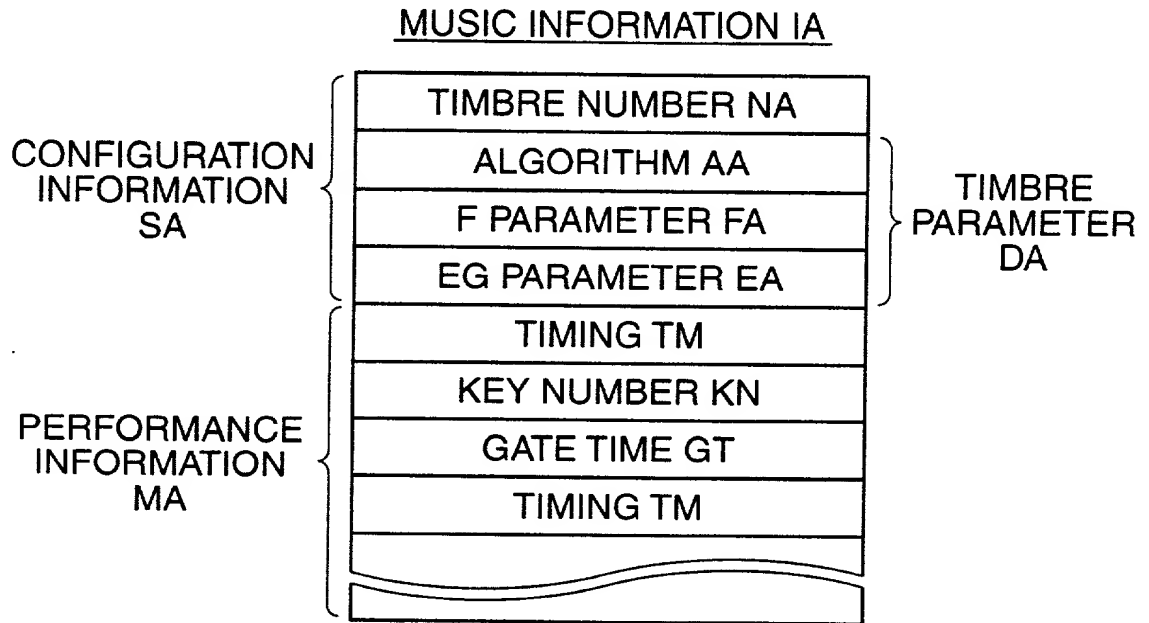 MUSIC INFORMATION IA
TIMBRE NUMBER NA
ALGORITHM AA
F PARAMETER FA
EG PARAMETER EA
TIMING TM
KEY NUMBER KN
GATE TIME GT
TIMING TM
CONFIGURATION
INFORMATION
SA
PERFORMANCE
INFORMATION
MA
TIMBRE
PARAMETER
DA